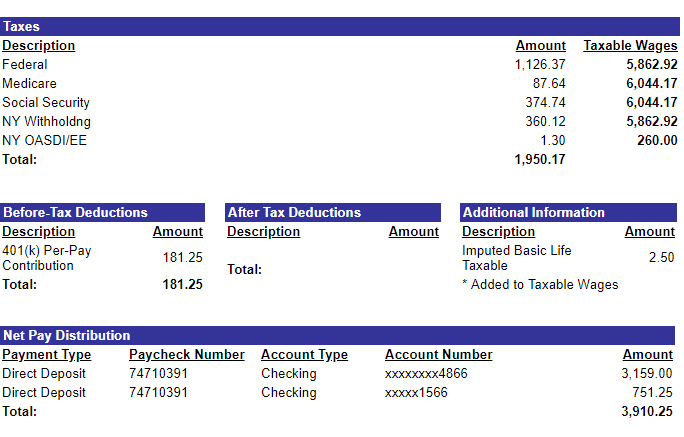 Taxes
Description Amount Taxable Wages
Federal 1,126.37 5,862.92
Medicare 87.64 6,044.17
Social Security 374.74 6,044.17
NY Withholdng 360.12 5,862.92
NY OASDI/EE 1.30 260.00
Total: 1,950.17
Before-Tax Deductions
Description Amount
401(k) Per-Pay
Contribution 181.25
Total: 181.25
After Tax Deductions
Description Amount
Total:
Additional Information
Description Amount
Imputed Basic Life
Taxable 2.50
* Added to Taxable Wages
Net Pay Distribution
Payment Type Paycheck Number Account Type Account Number Amount
Direct Deposit 74710391 Checking xxxxxxxx4866 3,159.00
Direct Deposit 74710391 Checking xxxxx1566 751.25
Total: 3,910.25